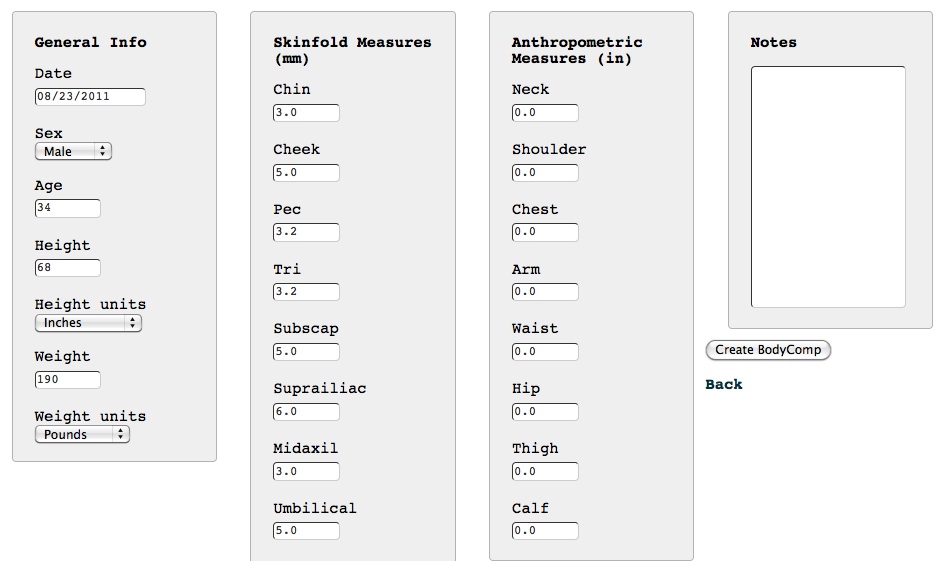 General Info
Date
08/23/2011
Sex
Male
Age
34
Height
68
Height units
Inches
Weight
190
Weight units
Pounds
Skinfold Measures
(mm)
Chin
3.0
Cheek
5.0
Pec
3.2
Tri
3.2
Subscap
5.0
Suprailiac
6.0
Midaxil
3.0
Umbilical
5.0
Anthropometric
Measures (in)
Neck
0.0
Shoulder
0.0
Chest
0.0
Arm
0.0
Waist
0.0
Hip
0.0
Thigh
0.0
Calf
0.0
Notes
Create BodyComp
Back